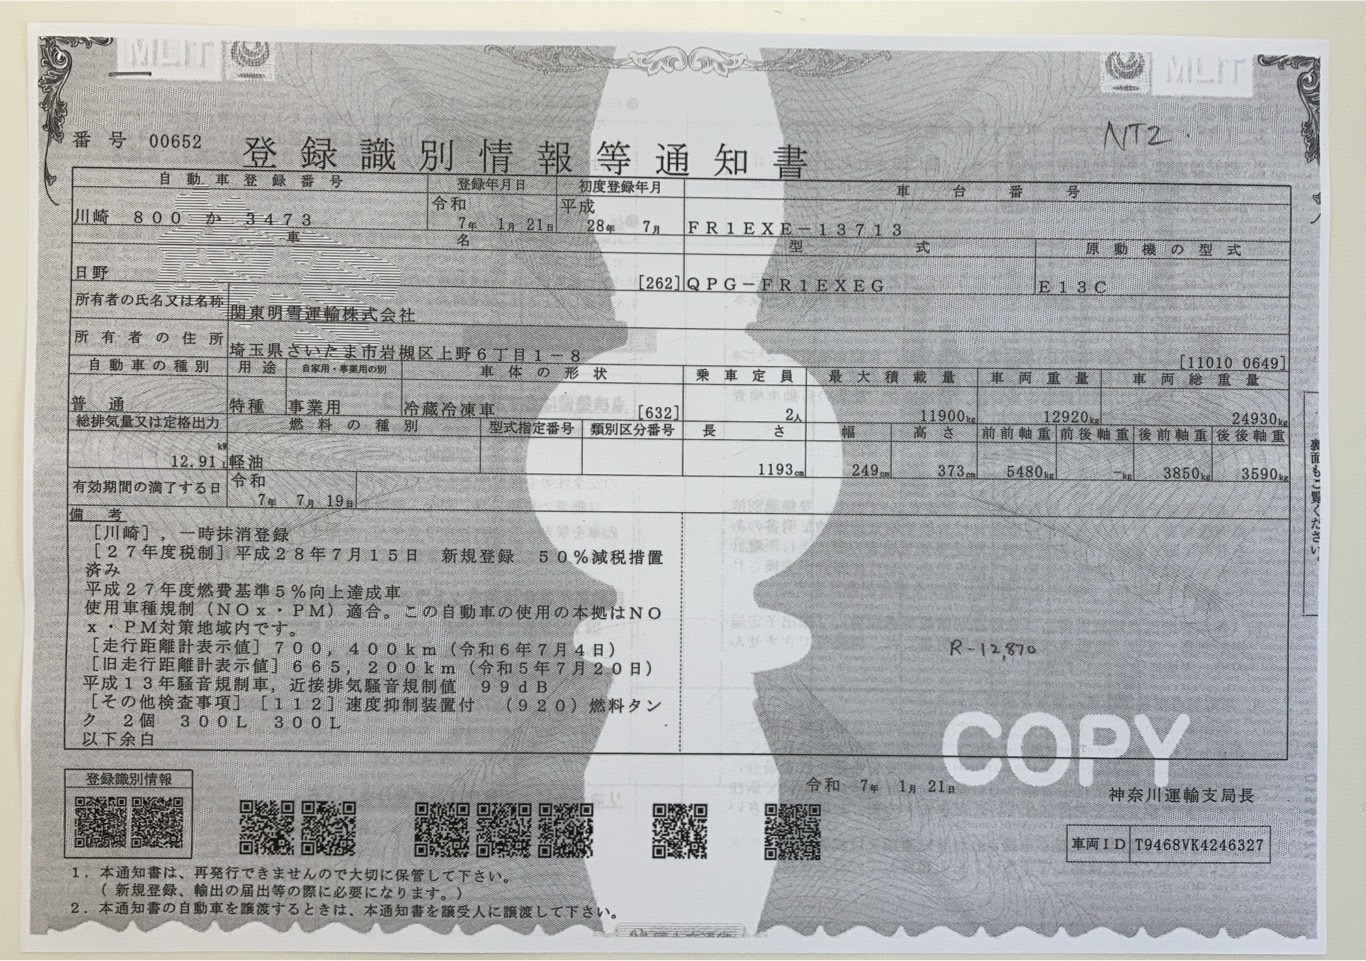 番号 00652
登録識別情報等通知書
NT2
自動車登録番号 登録年月日 初度登録年月 車台番号
川崎 800 か 3473 令和 7年 1月 21日 平成 28年 7月 FR1EXE-13713
車名 型式 原動機の型式
日野 [262] QPG-FR1EXEG E13C
所有者の氏名又は名称 関東明雪運輸株式会社
所有者の住所 埼玉県さいたま市岩槻区上野6丁目1-8 [11010 0649]
自動車の種別 用途 自家用・事業用の別 車体の形状 乗車定員 最大積載量 車両重量 車両総重量
普通 特種 事業用 冷蔵冷凍車 [632] 2人 11900kg 12920kg 24930kg
総排気量又は定格出力 燃料の種別 型式指定番号 類別区分番号 長さ 幅 高さ 前前軸重 前後軸重 後前軸重 後後軸重
kW
12.91 L 軽油 1193cm 249cm 373cm 5480kg -kg 3850kg 3590kg
有効期間の満了する日 令和 7年 7月 19日
備考
[川崎],一時抹消登録
[27年度税制]平成28年7月15日 新規登録 50%減税措置
済み
平成27年度燃費基準5%向上達成車
使用車種規制(NOx・PM)適合。この自動車の使用の本拠はNO
x・PM対策地域内です。
[走行距離計表示値]700,400km(令和6年7月4日)
[旧走行距離計表示値]665,200km(令和5年7月20日)
平成13年騒音規制車,近接排気騒音規制値 99dB
[その他検査事項][112]速度抑制装置付 (920)燃料タン
ク 2個 300L 300L
以下余白
R-12,870
裏面もご覧ください。
COPY
令和 7年 1月 21日
神奈川運輸支局長
登録識別情報
車両ID T9468VK4246327
1.本通知書は、再発行できませんので大切に保管して下さい。
(新規登録、輸出の届出等の際に必要になります。)
2.本通知書の自動車を譲渡するときは、本通知書を譲受人に譲渡して下さい。